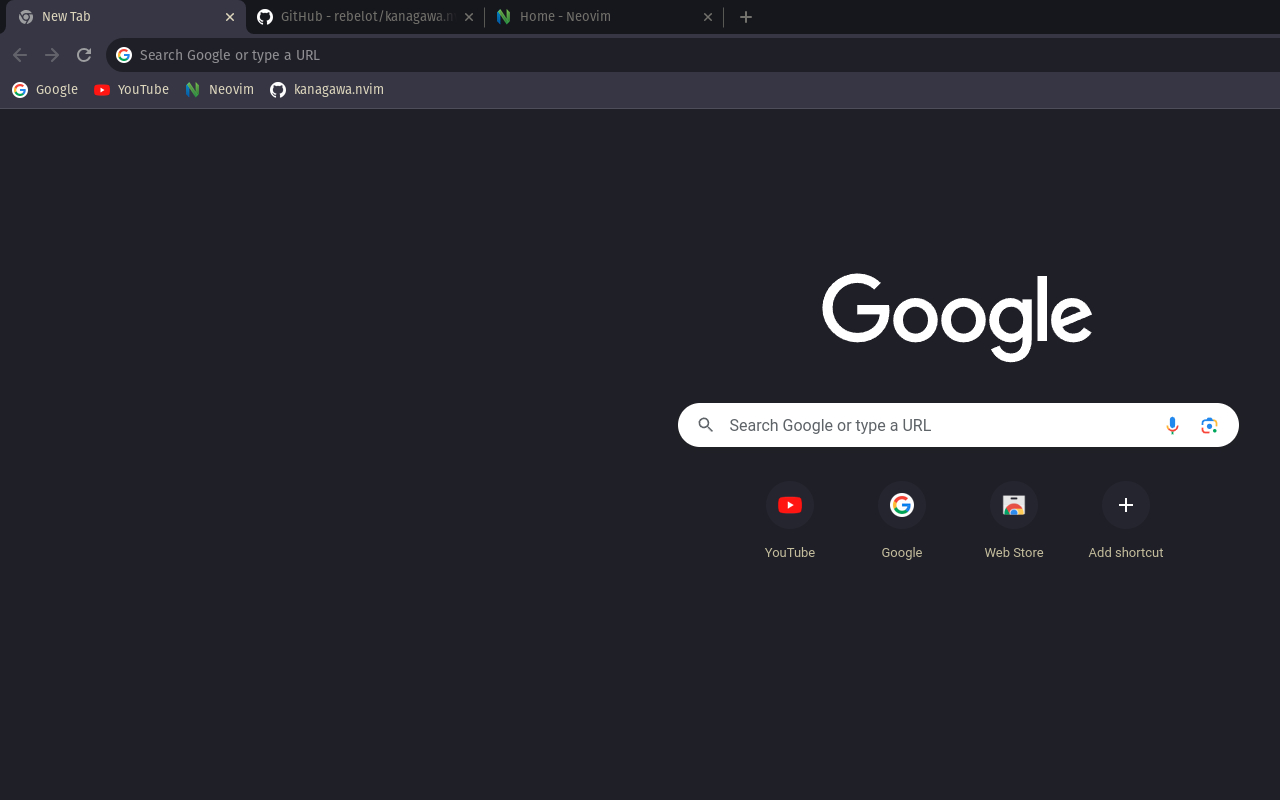 New Tab
GitHub - rebelot/kanagawa.n
Home - Neovim
Search Google or type a URL
Google
YouTube
Neovim
kanagawa.nvim
Google
Search Google or type a URL
YouTube
Google
Web Store
Add shortcut